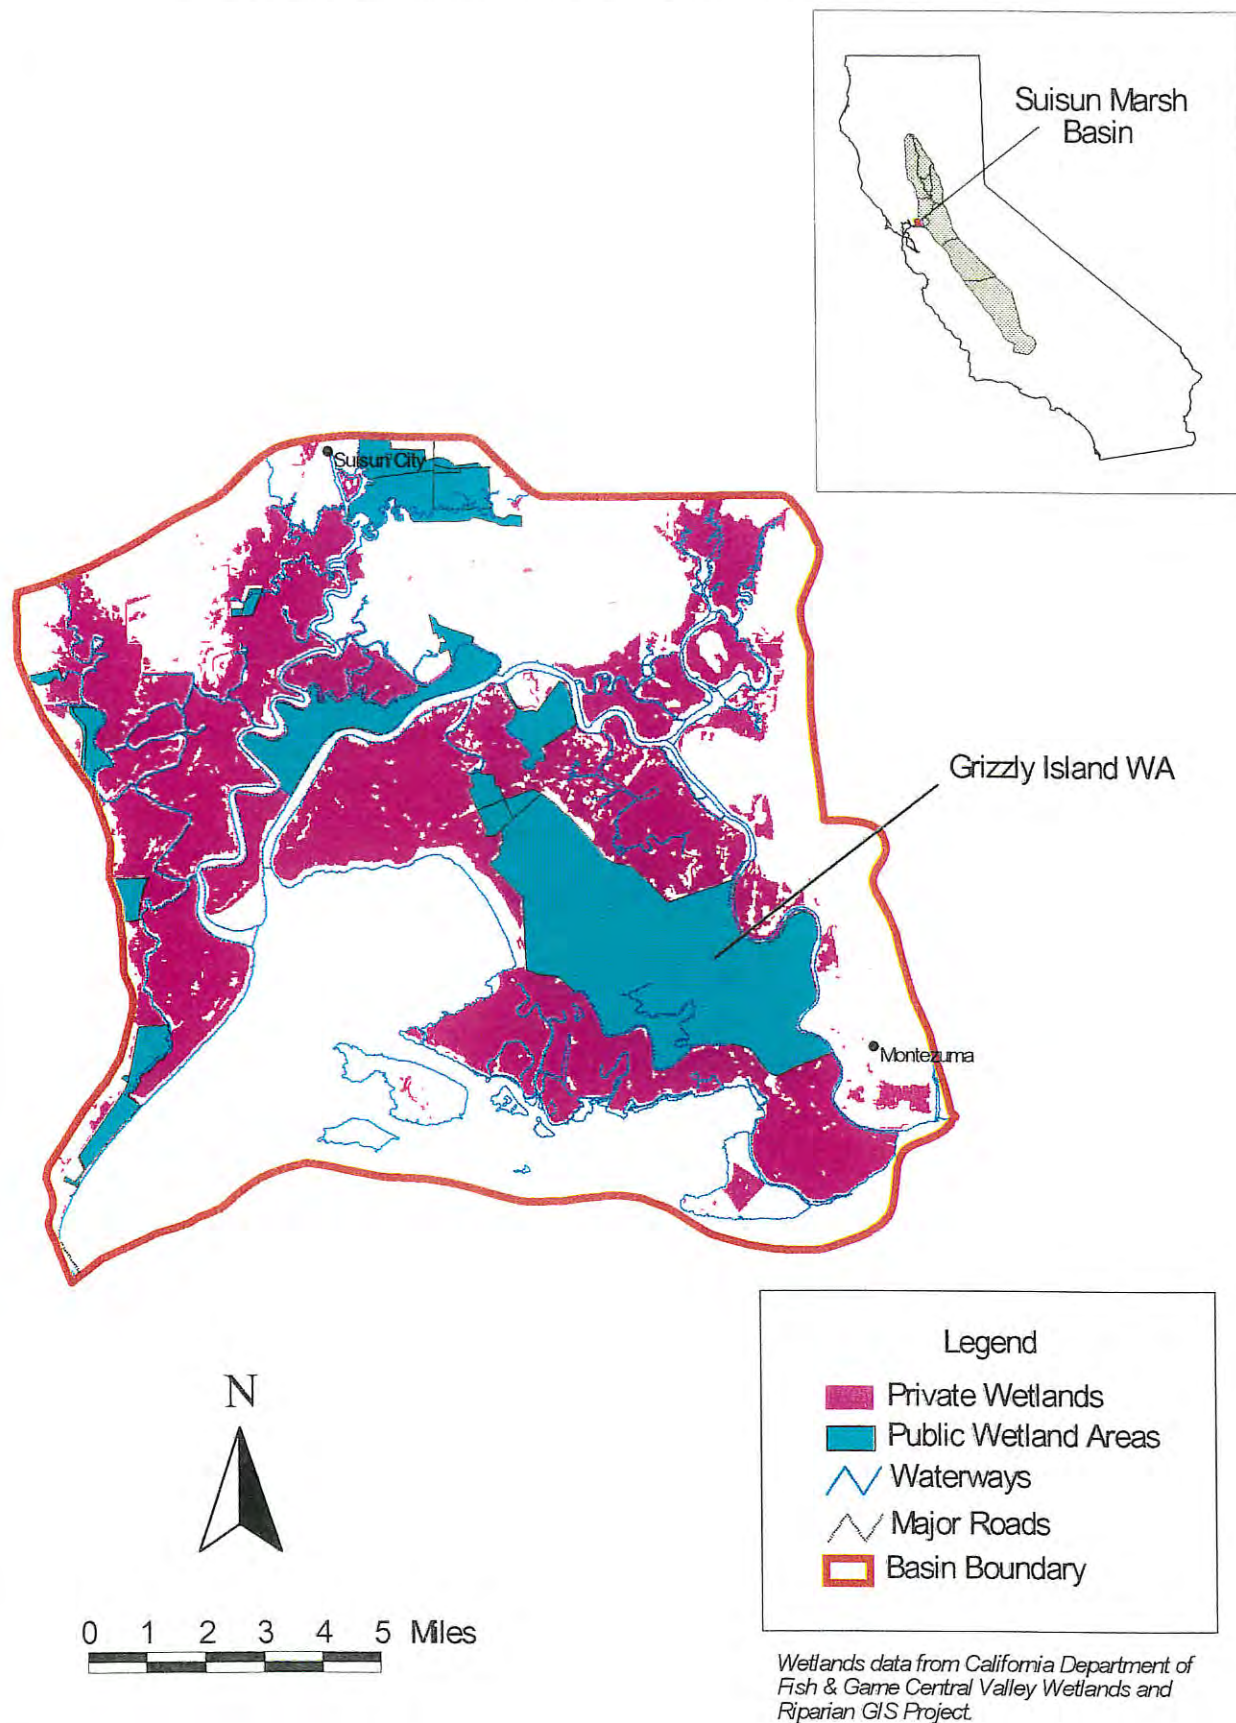 Suisun Marsh
Basin
Suisun City
Grizzly Island WA
Montezuma
Legend
Private Wetlands
Public Wetland Areas
Waterways
Major Roads
Basin Boundary
N
0 1 2 3 4 5 Miles
Wetlands data from California Department of
Fish & Game Central Valley Wetlands and
Riparian GIS Project.